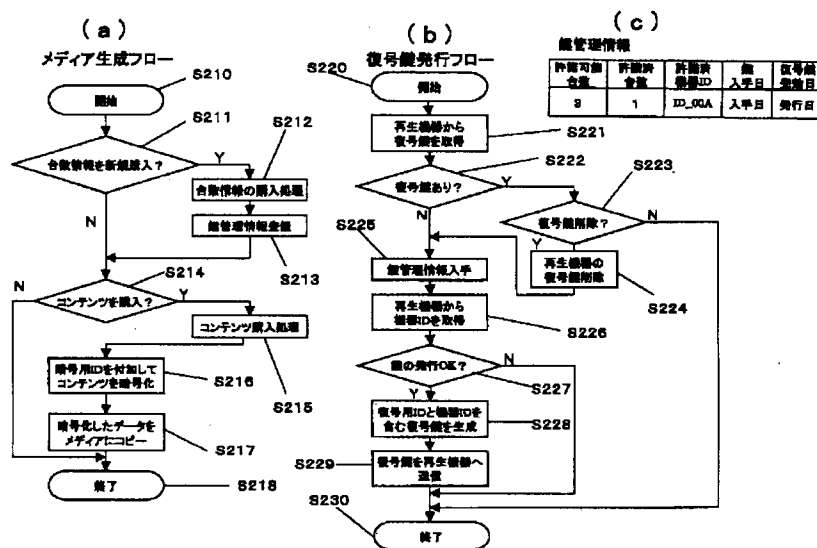 (a)
メディア生成フロー
S210
開始
S211
台数情報を新規購入？
Y
N
S212
台数情報の購入処理
鍵管理情報登録
S213
S214
コンテンツを購入？
N
Y
コンテンツ購入処理
S215
暗号用IDを付加して
コンテンツを暗号化
S216
暗号化したデータを
メディアにコピー
S217
終了
S218
(b)
復号鍵発行フロー
S220
開始
再生機器から
復号鍵を取得
S221
S222
復号鍵あり？
Y
N
S223
復号鍵削除？
N
Y
再生機器の
復号鍵削除
S224
S225
鍵管理情報入手
再生機器から
機器IDを取得
S226
鍵の発行OK？
N
Y
S227
復号用IDと機器IDを
含む復号鍵を生成
S228
S229
復号鍵を再生機器へ
送信
S230
終了
(c)
鍵管理情報
許諾可能
台数
許諾済
台数
許諾済
機器ID
鍵
入手日
復号鍵
発行日
1
ID_00A
入手日
発行日